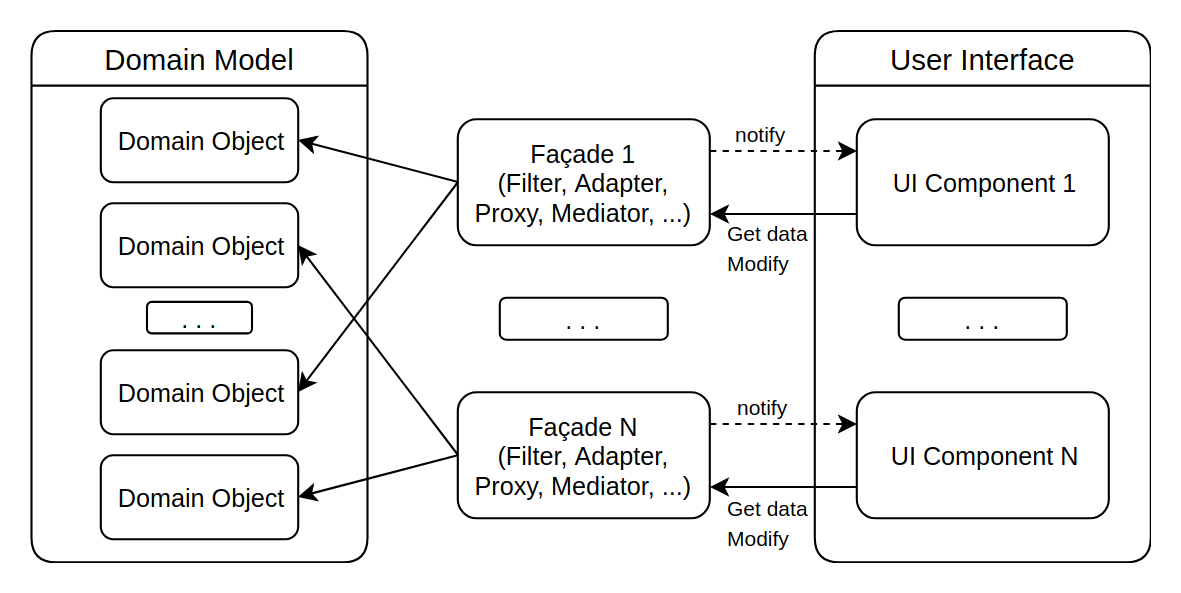 Domain Model
Domain Object
Domain Object
. . .
Domain Object
Domain Object
Façade 1
(Filter, Adapter,
Proxy, Mediator, ...)
. . .
Façade N
(Filter, Adapter,
Proxy, Mediator, ...)
notify
Get data
Modify
notify
Get data
Modify
User Interface
UI Component 1
. . .
UI Component N